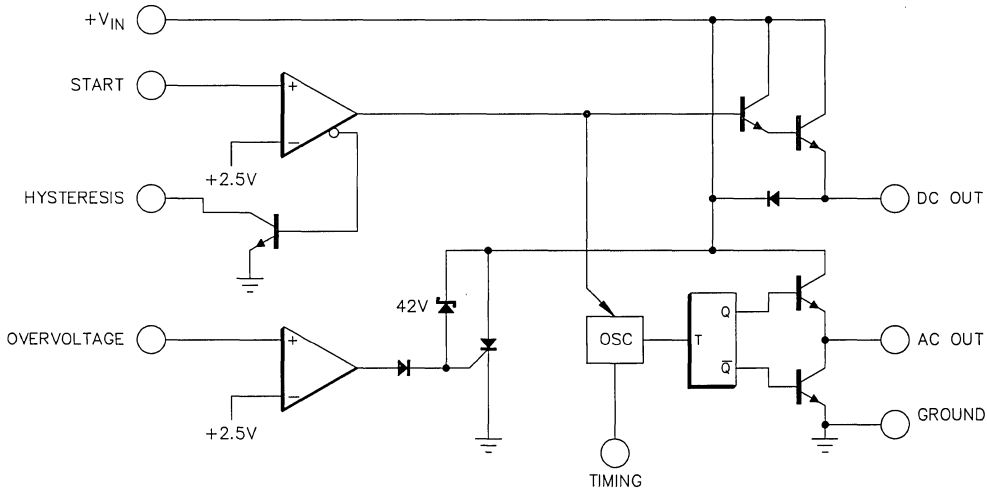 +VIN
START
+
−
+2.5V
HYSTERESIS
DC OUT
42V
Q
OVERVOLTAGE
+
OSC
T
AC OUT
Q̅
−
+2.5V
GROUND
TIMING